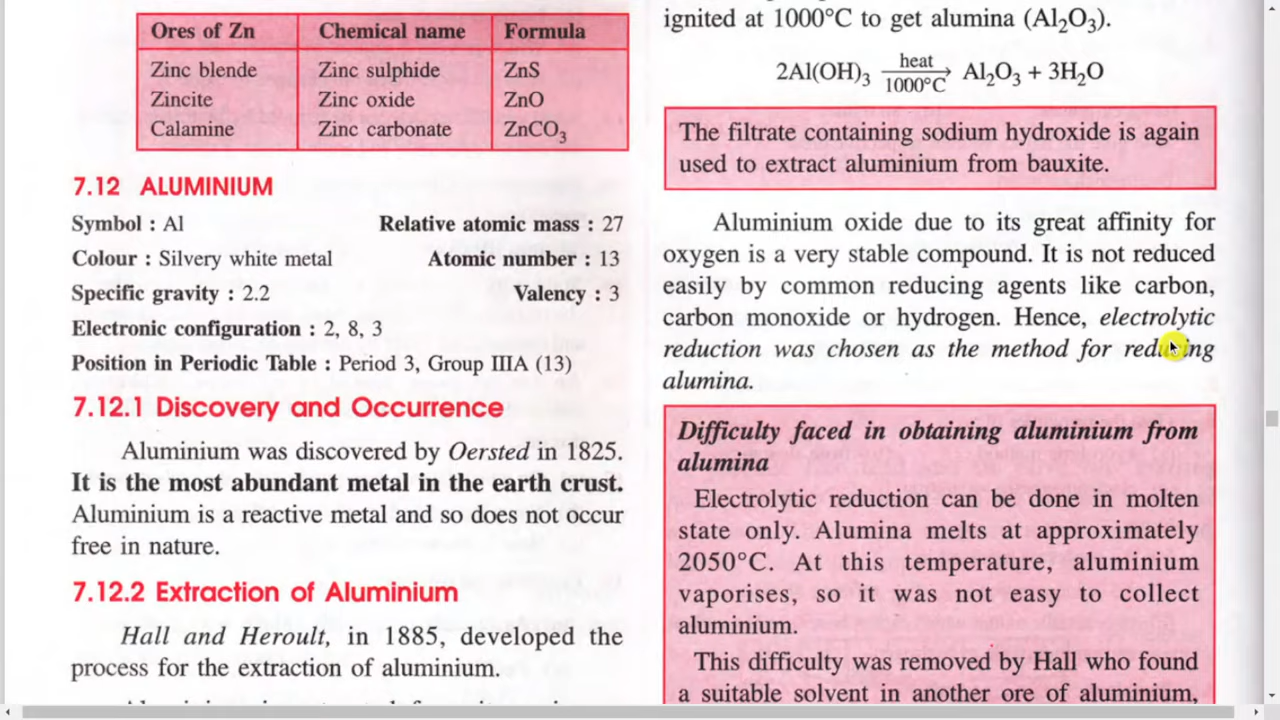 Ores of Zn Chemical name Formula
Zinc blende Zinc sulphide ZnS
Zincite Zinc oxide ZnO
Calamine Zinc carbonate ZnCO₃
7.12 ALUMINIUM
Symbol : Al Relative atomic mass : 27
Colour : Silvery white metal Atomic number : 13
Specific gravity : 2.2 Valency : 3
Electronic configuration : 2, 8, 3
Position in Periodic Table : Period 3, Group IIIA (13)
7.12.1 Discovery and Occurrence
Aluminium was discovered by Oersted in 1825.
It is the most abundant metal in the earth crust.
Aluminium is a reactive metal and so does not occur
free in nature.
7.12.2 Extraction of Aluminium
Hall and Heroult, in 1885, developed the
process for the extraction of aluminium.
ignited at 1000°C to get alumina (Al₂O₃).
2Al(OH)₃ heat → 1000°C Al₂O₃ + 3H₂O
The filtrate containing sodium hydroxide is again
used to extract aluminium from bauxite.
Aluminium oxide due to its great affinity for
oxygen is a very stable compound. It is not reduced
easily by common reducing agents like carbon,
carbon monoxide or hydrogen. Hence, electrolytic
reduction was chosen as the method for reducing
alumina.
Difficulty faced in obtaining aluminium from
alumina
Electrolytic reduction can be done in molten
state only. Alumina melts at approximately
2050°C. At this temperature, aluminium
vaporises, so it was not easy to collect
aluminium.
This difficulty was removed by Hall who found
a suitable solvent in another ore of aluminium,